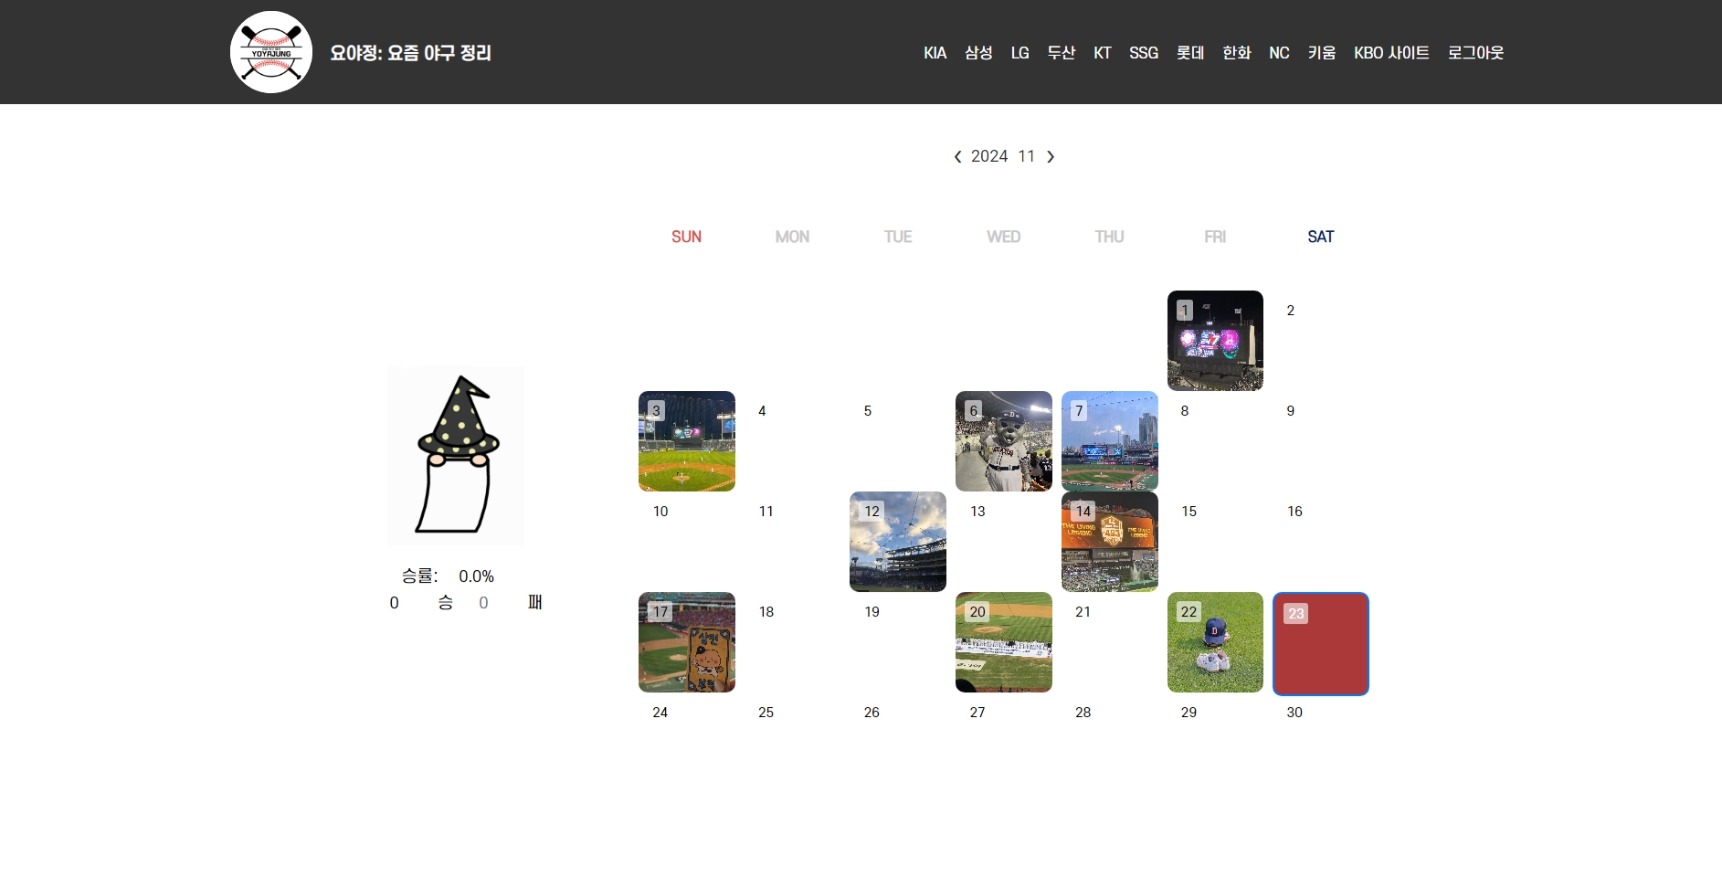 YOYAJUNG
요야정: 요즘 야구 정리
KIA 삼성 LG 두산 KT SSG 롯데 한화 NC 키움 KBO 사이트 로그아웃
2024 11
SUN MON TUE WED THU FRI SAT
1 2
3 4 5 6 7 8 9
10 11 12 13 14 15 16
THE LIVING LEGEND
17 18 19 20 21 22 23
D
24 25 26 27 28 29 30
승률: 0.0%
0 승 0 패